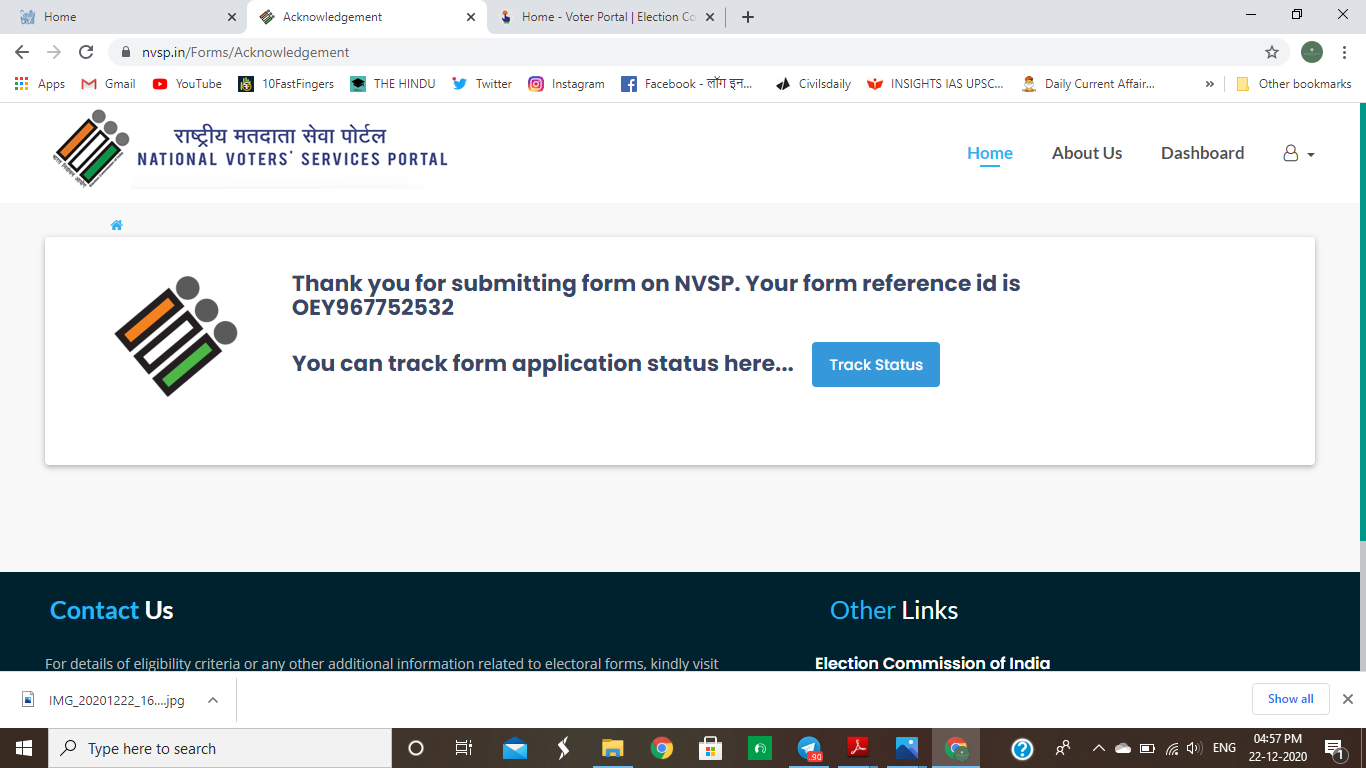 Home
Acknowledgement
Home - Voter Portal | Election Co
nvsp.in/Forms/Acknowledgement
Apps Gmail YouTube 10FastFingers THE HINDU Twitter Instagram Facebook - लॉग इन... Civilsdaily INSIGHTS IAS UPSC... Daily Current Affair... » Other bookmarks
राष्ट्रीय मतदाता सेवा पोर्टल
NATIONAL VOTERS' SERVICES PORTAL
Home About Us Dashboard
Thank you for submitting form on NVSP. Your form reference id is
OEY967752532
You can track form application status here... Track Status
Contact Us
Other Links
For details of eligibility criteria or any other additional information related to electoral forms, kindly visit
Election Commission of India
IMG_20201222_16....jpg
Show all
Type here to search
.90
ENG
04:57 PM
22-12-2020
1